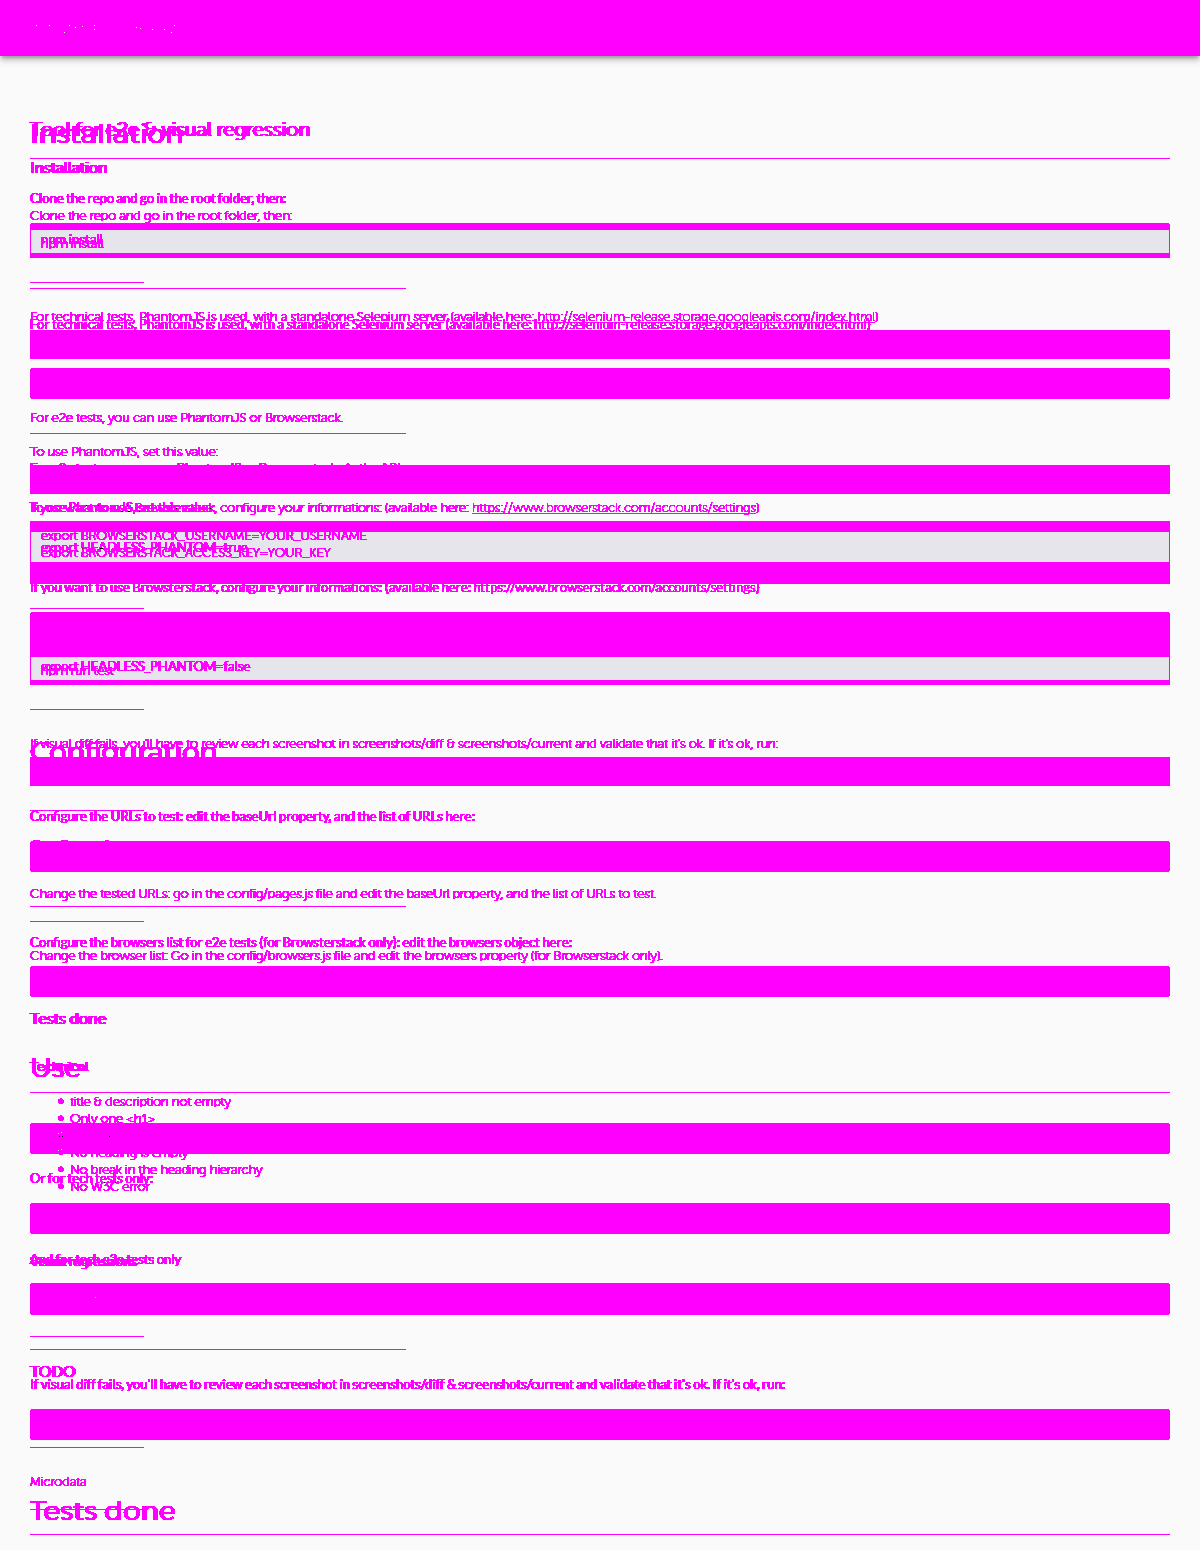 Tool for e2e & visual regression
Installation
Installation
Clone the repo and go in the root folder, then:
Clone the repo and go in the root folder, then:
npm install
npm install
For technical tests, PhantomJS is used, with a standalone Selenium server (available here: http://selenium-release.storage.googleapis.com/index.html)
For technical tests, PhantomJS is used, with a standalone Selenium server (available here: http://selenium-release.storage.googleapis.com/index.html)
For e2e tests, you can use PhantomJS or Browserstack.
To use PhantomJS, set this value:
To use PhantomJS, set this value:
configure your informations: (available here: https://www.browserstack.com/accounts/settings)
export BROWSERSTACK_USERNAME=YOUR_USERNAME
export HEADLESS_PHANTOM=true
export BROWSERSTACK_ACCESS_KEY=YOUR_KEY
If you want to use Browsterstack, configure your informations: (available here: https://www.browserstack.com/accounts/settings)
export HEADLESS_PHANTOM=false
npm run test
If visual diff fails, you'll have to review each screenshot in screenshots/diff & screenshots/current and validate that it's ok. If it's ok, run:
Configuration
Configure the URLs to test: edit the baseUrl property, and the list of URLs here:
Change the tested URLs: go in the config/pages.js file and edit the baseUrl property, and the list of URLs to test.
Configure the browsers list for e2e tests (for Browsterstack only): edit the browsers object here:
Change the browser list: Go in the config/browsers.js file and edit the browsers property (for Browserstack only).
Tests done
Use
Technical
title & description not empty
Only one <h1>
No heading is empty
No break in the heading hierarchy
Or for tech tests only:
No W3C error
tests only
TODO
If visual diff fails, you'll have to review each screenshot in screenshots/diff & screenshots/current and validate that it's ok. If it's ok, run:
Microdata
Tests done